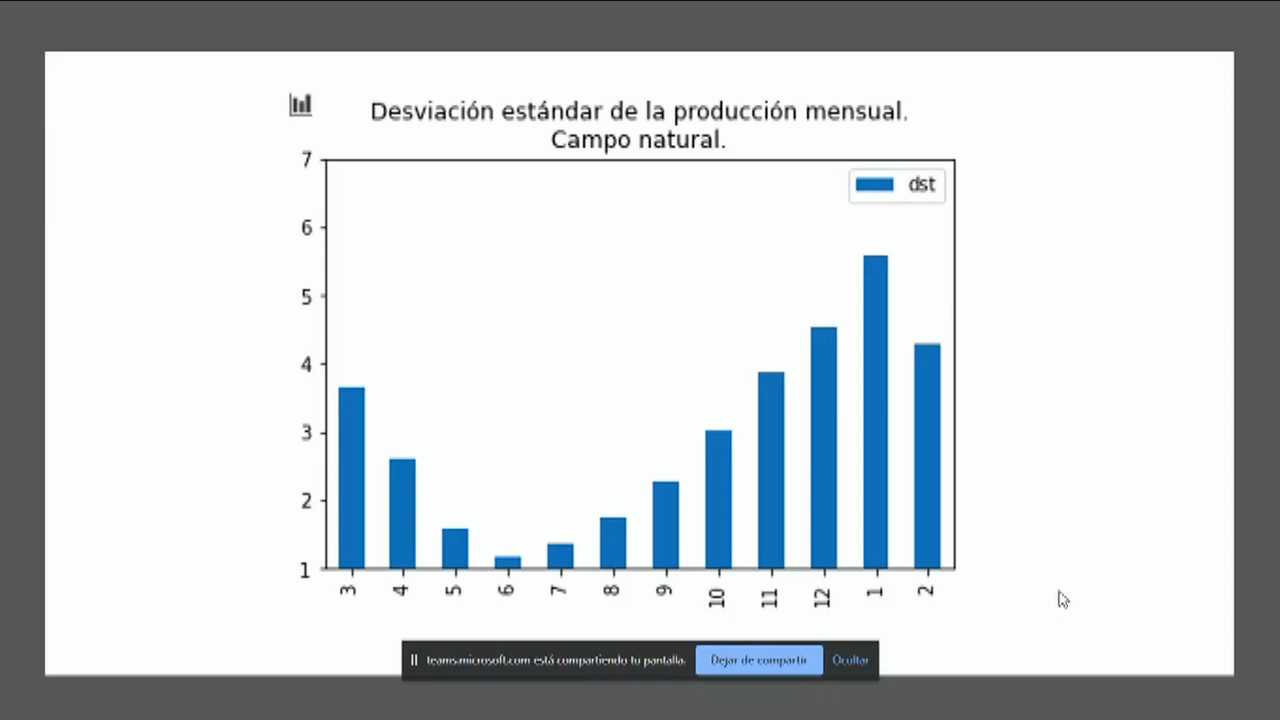 Desviación estándar de la producción mensual.
Campo natural.
7
dst
6
5
4
3
2
1
3 4 5 6 7 8 9 10 11 12 1 2
teams.microsoft.com está compartiendo tu pantalla. Dejar de compartir Ocultar